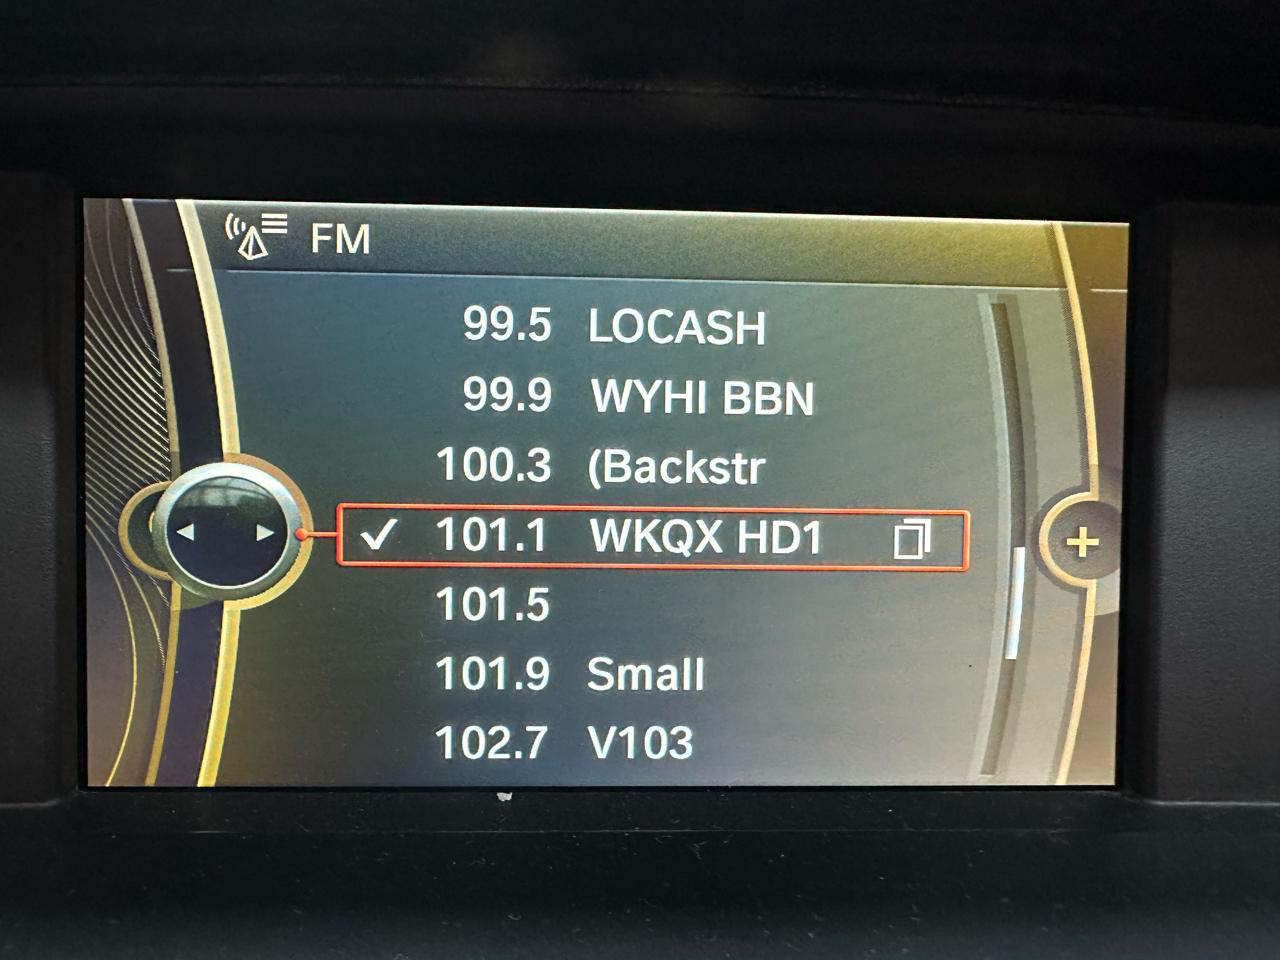 FM
99.5 LOCASH
99.9 WYHI BBN
100.3 (Backstr
✓ 101.1 WKQX HD1
101.5
101.9 Small
102.7 V103
+